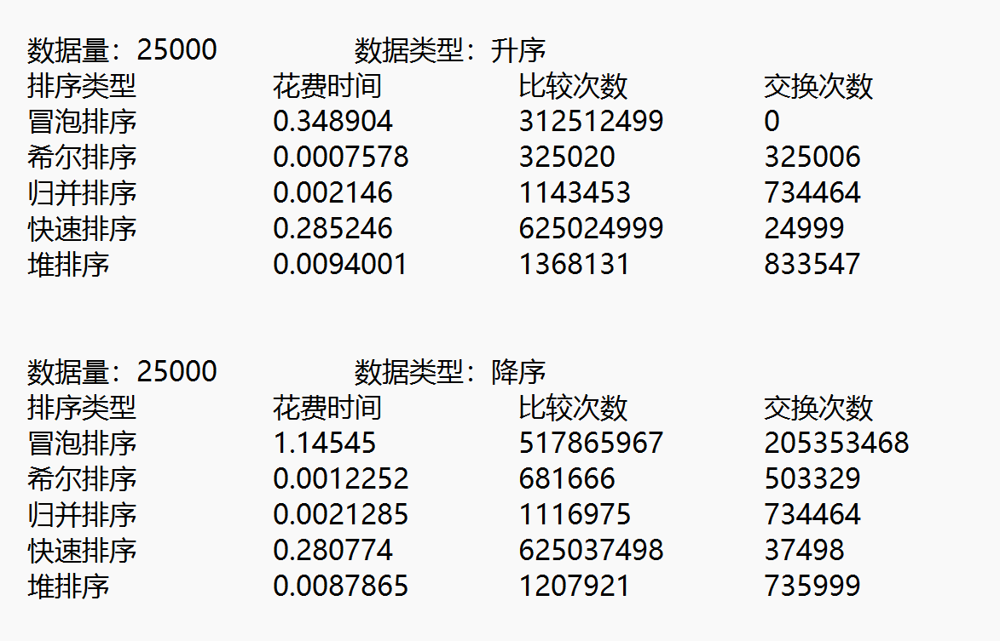 数据量：25000 数据类型：升序
排序类型 花费时间 比较次数 交换次数
冒泡排序 0.348904 312512499 0
希尔排序 0.0007578 325020 325006
归并排序 0.002146 1143453 734464
快速排序 0.285246 625024999 24999
堆排序 0.0094001 1368131 833547
数据量：25000 数据类型：降序
排序类型 花费时间 比较次数 交换次数
冒泡排序 1.14545 517865967 205353468
希尔排序 0.0012252 681666 503329
归并排序 0.0021285 1116975 734464
快速排序 0.280774 625037498 37498
堆排序 0.0087865 1207921 735999